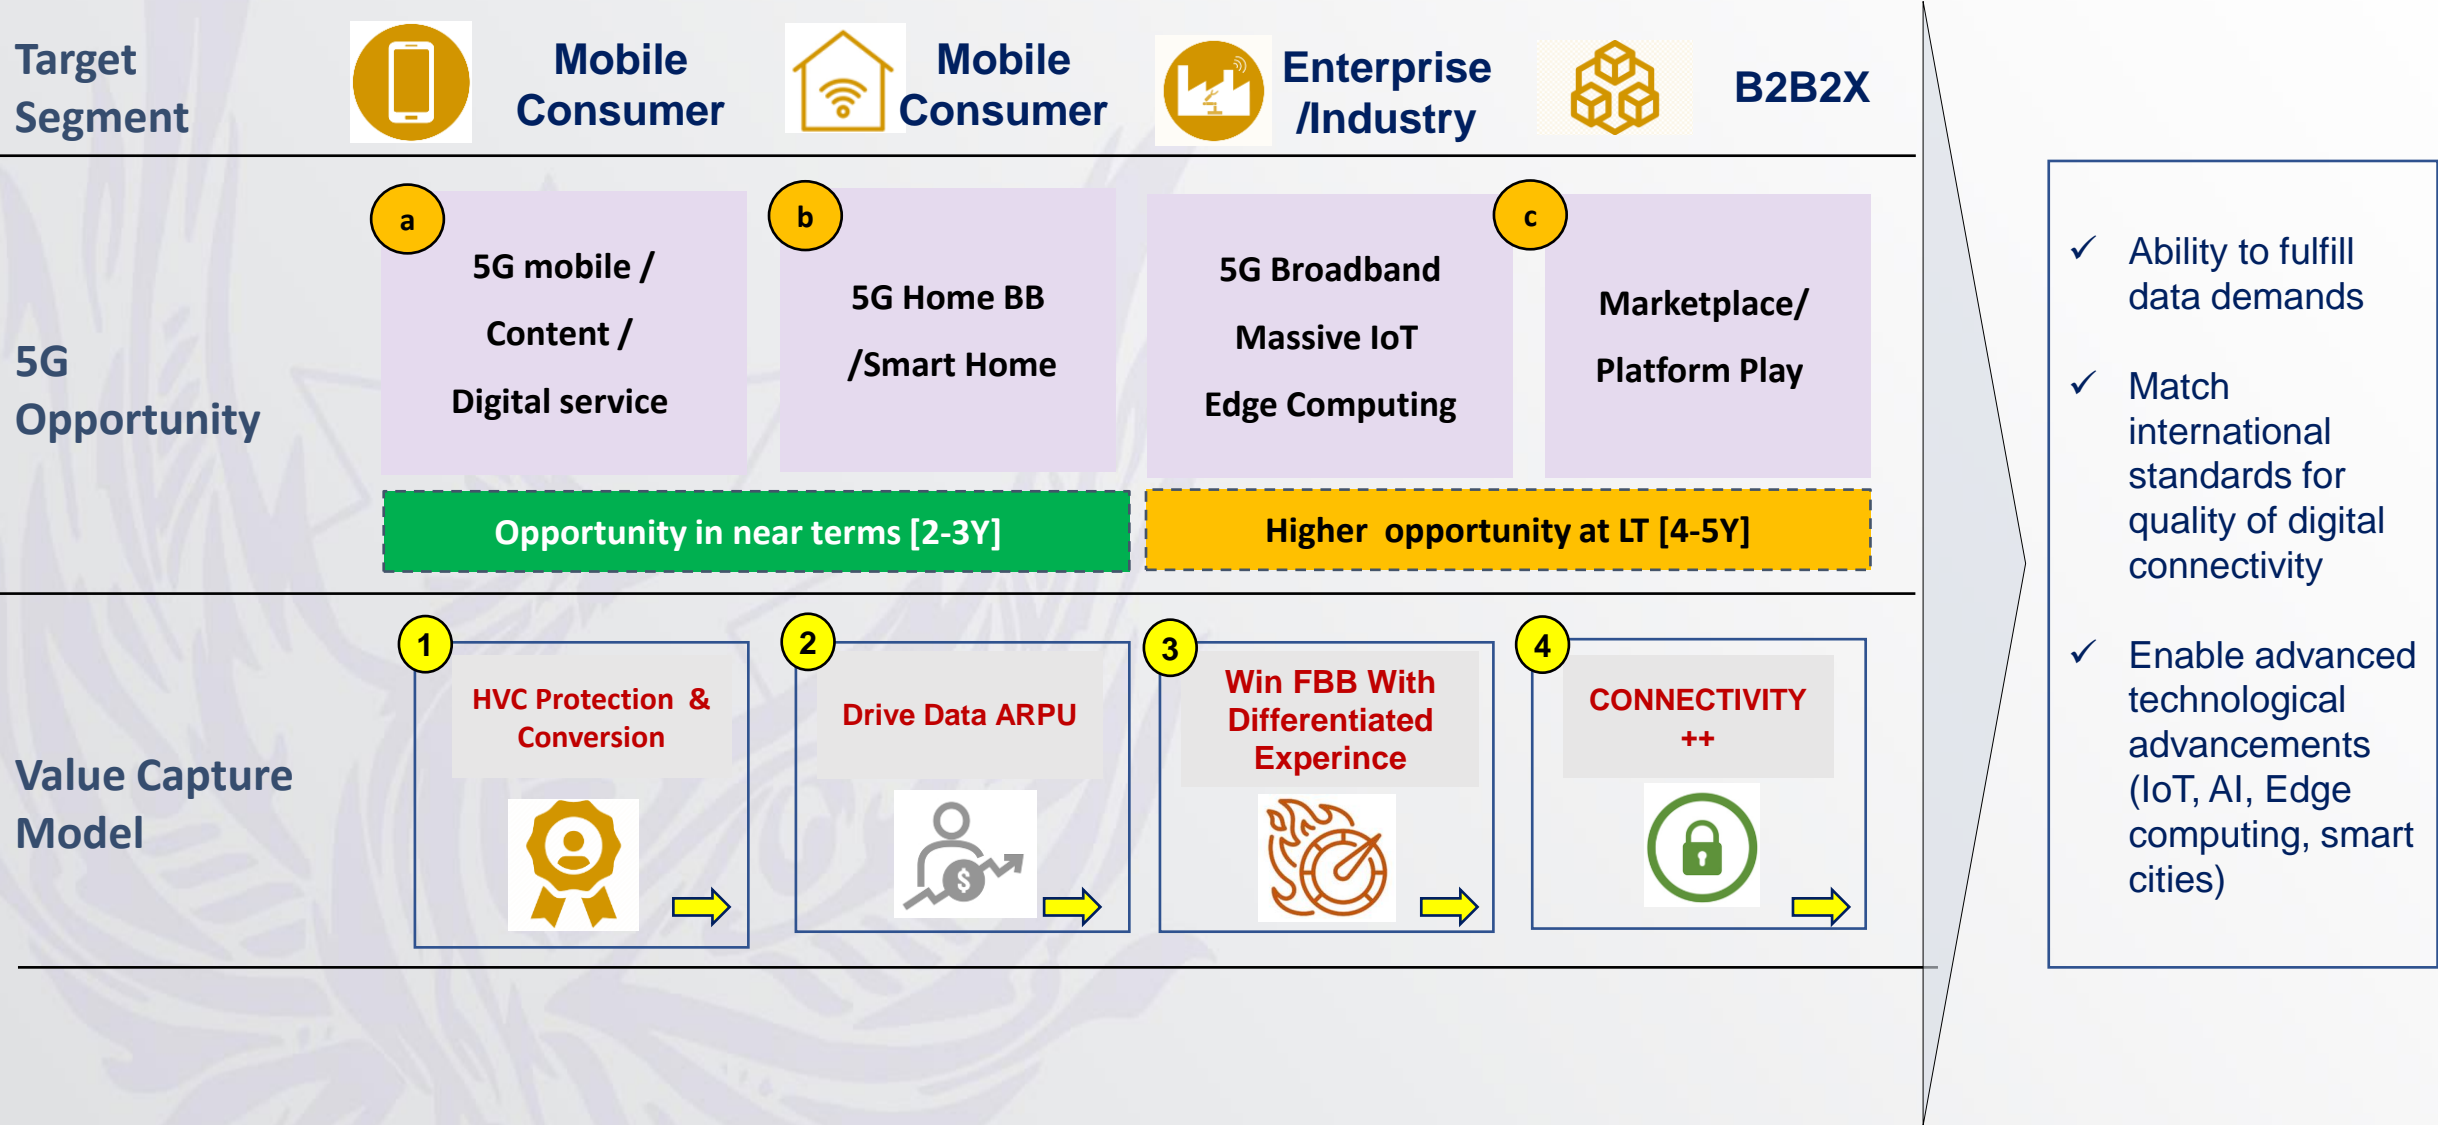 Target
Segment
Mobile
Consumer
Mobile
Consumer
Enterprise
/Industry
B2B2X
5G
Opportunity
a
5G mobile /
Content /
Digital service
b
5G Home BB
/Smart Home
5G Broadband
Massive IoT
Edge Computing
c
Marketplace/
Platform Play
Opportunity in near terms [2-3Y]
Higher  opportunity at LT [4-5Y]
Value Capture
Model
1
HVC Protection  &
Conversion
2
Drive Data ARPU
$
3
Win FBB With
Differentiated
Experince
4
CONNECTIVITY
++
✓ Ability to fulfill
data demands
✓ Match
international
standards for
quality of digital
connectivity
✓ Enable advanced
technological
advancements
(IoT, AI, Edge
computing, smart
cities)